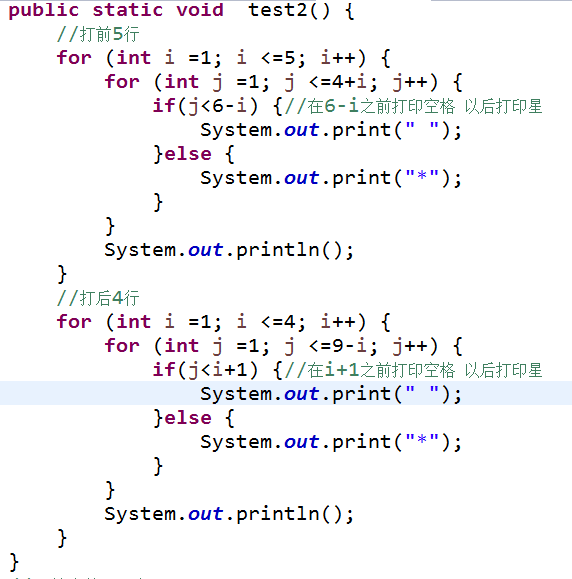 public static void  test2() {
    //打前5行
    for (int i =1; i <=5; i++) {
        for (int j =1; j <=4+i; j++) {
            if(j<6-i) {//在6-i之前打印空格 以后打印星
                System.out.print(" ");
            }else {
                System.out.print("*");
            }
        }
        System.out.println();
    }
    //打后4行
    for (int i =1; i <=4; i++) {
        for (int j =1; j <=9-i; j++) {
            if(j<i+1) {//在i+1之前打印空格 以后打印星
                System.out.print(" ");
            }else {
                System.out.print("*");
            }
        }
        System.out.println();
    }
}